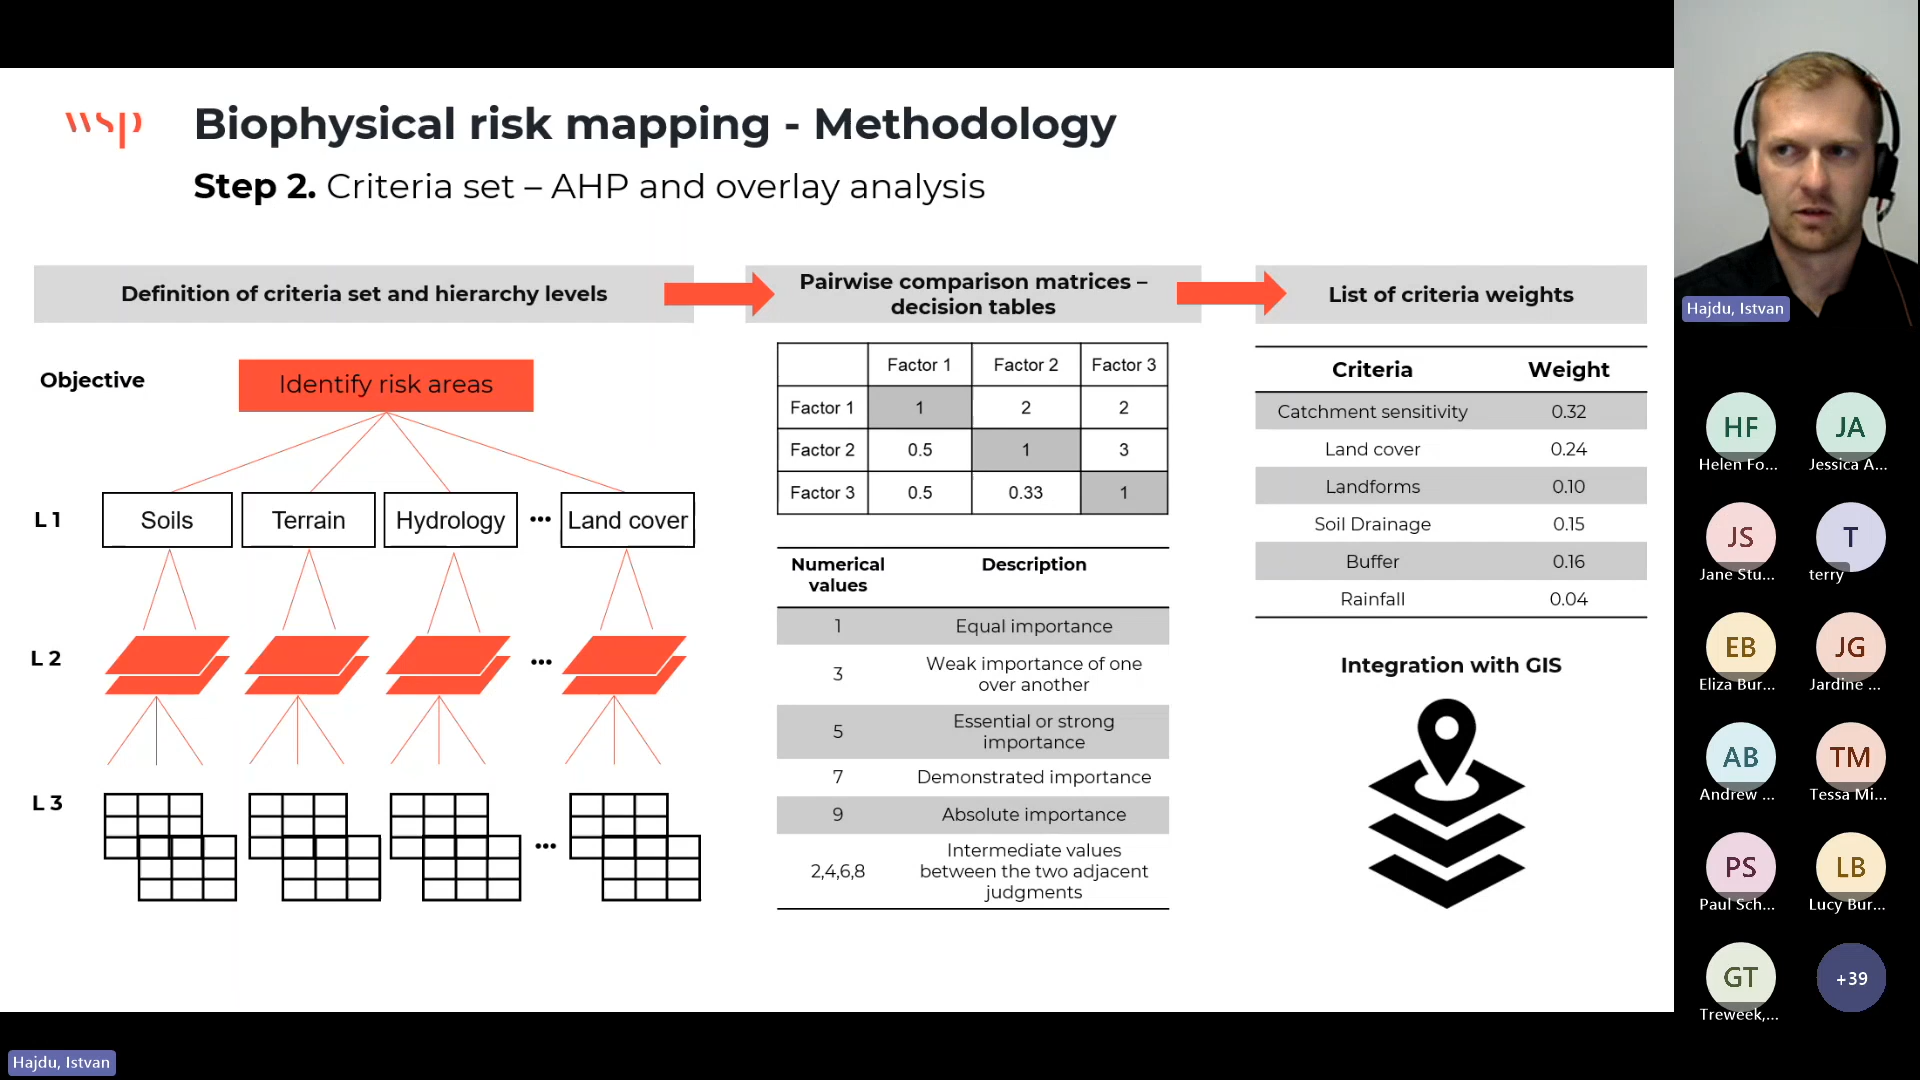 wsp
Biophysical risk mapping - Methodology
Step 2. Criteria set – AHP and overlay analysis
Definition of criteria set and hierarchy levels
Objective
Identify risk areas
L 1
Soils
Terrain
Hydrology
...
Land cover
L 2
...
L 3
...
Pairwise comparison matrices –
decision tables
Factor 1 Factor 2 Factor 3
Factor 1 1 2 2
Factor 2 0.5 1 3
Factor 3 0.5 0.33 1
Numerical
values
Description
1 Equal importance
3 Weak importance of one
over another
5 Essential or strong
importance
7 Demonstrated importance
9 Absolute importance
2,4,6,8 Intermediate values
between the two adjacent
judgments
List of criteria weights
Criteria Weight
Catchment sensitivity 0.32
Land cover 0.24
Landforms 0.10
Soil Drainage 0.15
Buffer 0.16
Rainfall 0.04
Integration with GIS
Hajdu, Istvan
HF
Helen Fo...
JA
Jessica A...
JS
Jane Stu...
T
terry
EB
Eliza Bur...
JG
Jardine ...
AB
Andrew ...
TM
Tessa Mi...
PS
Paul Sch...
LB
Lucy Bur...
GT
Treweek,...
+39
Hajdu, Istvan